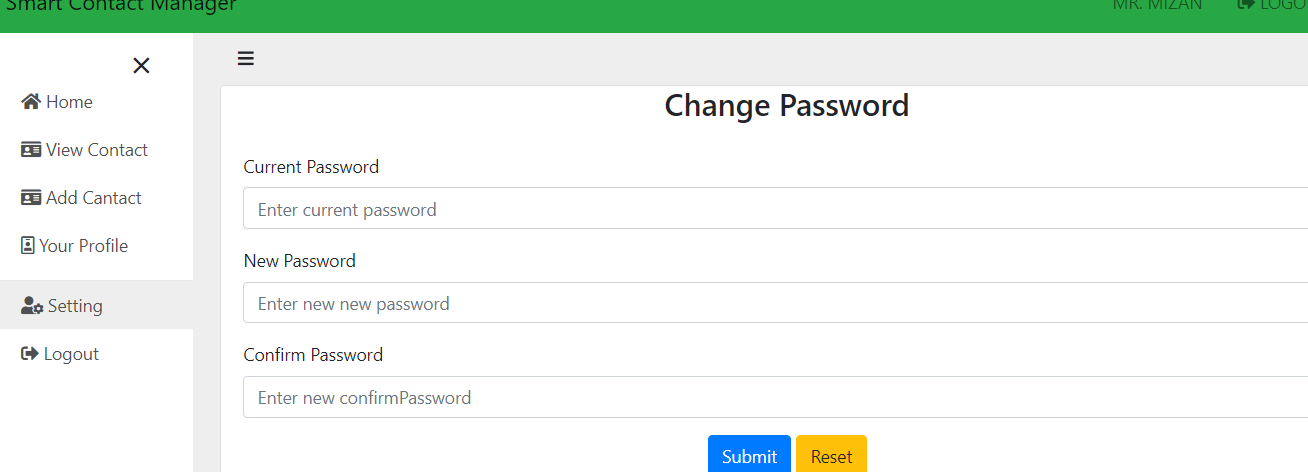 Smart Contact Manager
MR. MIZAN LOGO
Home
View Contact
Add Cantact
Your Profile
Setting
Logout
Change Password
Current Password
Enter current password
New Password
Enter new new password
Confirm Password
Enter new confirmPassword
Submit Reset